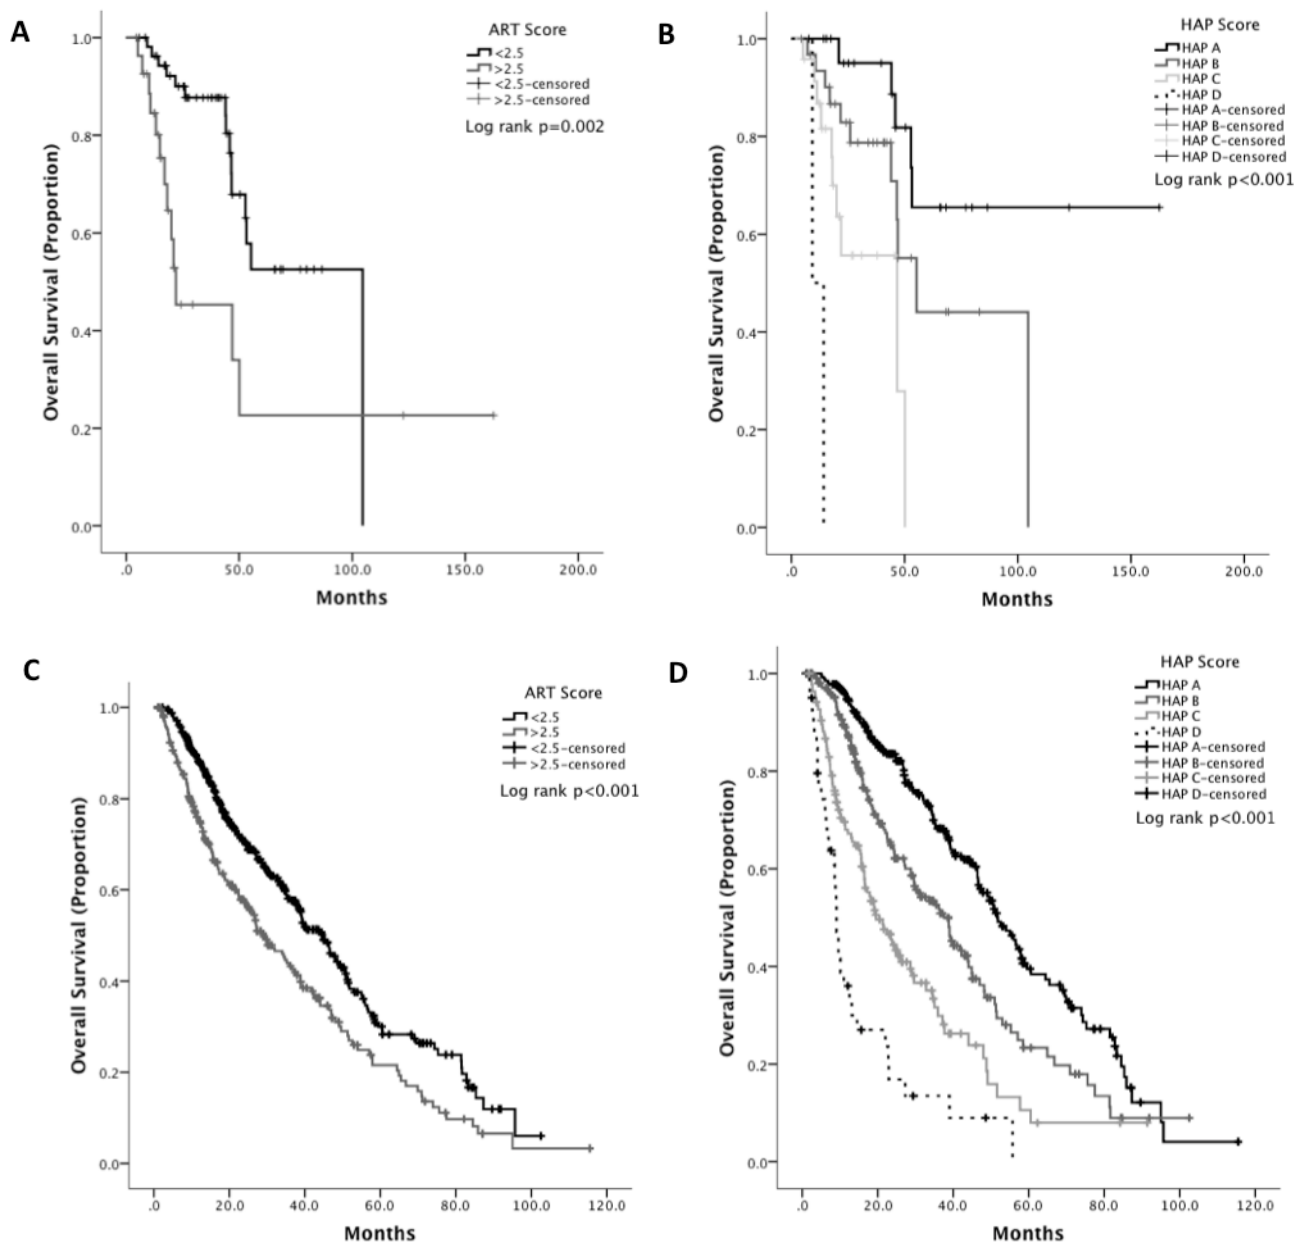 A
ART Score
<2.5
>2.5
<2.5-censored
>2.5-censored
Log rank p=0.002
Overall Survival (Proportion)
1.0
0.8
0.6
0.4
0.2
0.0
.0 50.0 100.0 150.0 200.0
Months
B
HAP Score
HAP A
HAP B
HAP C
HAP D
HAP A-censored
HAP B-censored
HAP C-censored
HAP D-censored
Log rank p<0.001
Overall Survival (Proportion)
1.0
0.8
0.6
0.4
0.2
0.0
.0 50.0 100.0 150.0 200.0
Months
C
ART Score
<2.5
>2.5
<2.5-censored
>2.5-censored
Log rank p<0.001
Overall Survival (Proportion)
1.0
0.8
0.6
0.4
0.2
0.0
.0 20.0 40.0 60.0 80.0 100.0 120.0
Months
D
HAP Score
HAP A
HAP B
HAP C
HAP D
HAP A-censored
HAP B-censored
HAP C-censored
HAP D-censored
Log rank p<0.001
Overall Survival (Proportion)
1.0
0.8
0.6
0.4
0.2
0.0
.0 20.0 40.0 60.0 80.0 100.0 120.0
Months